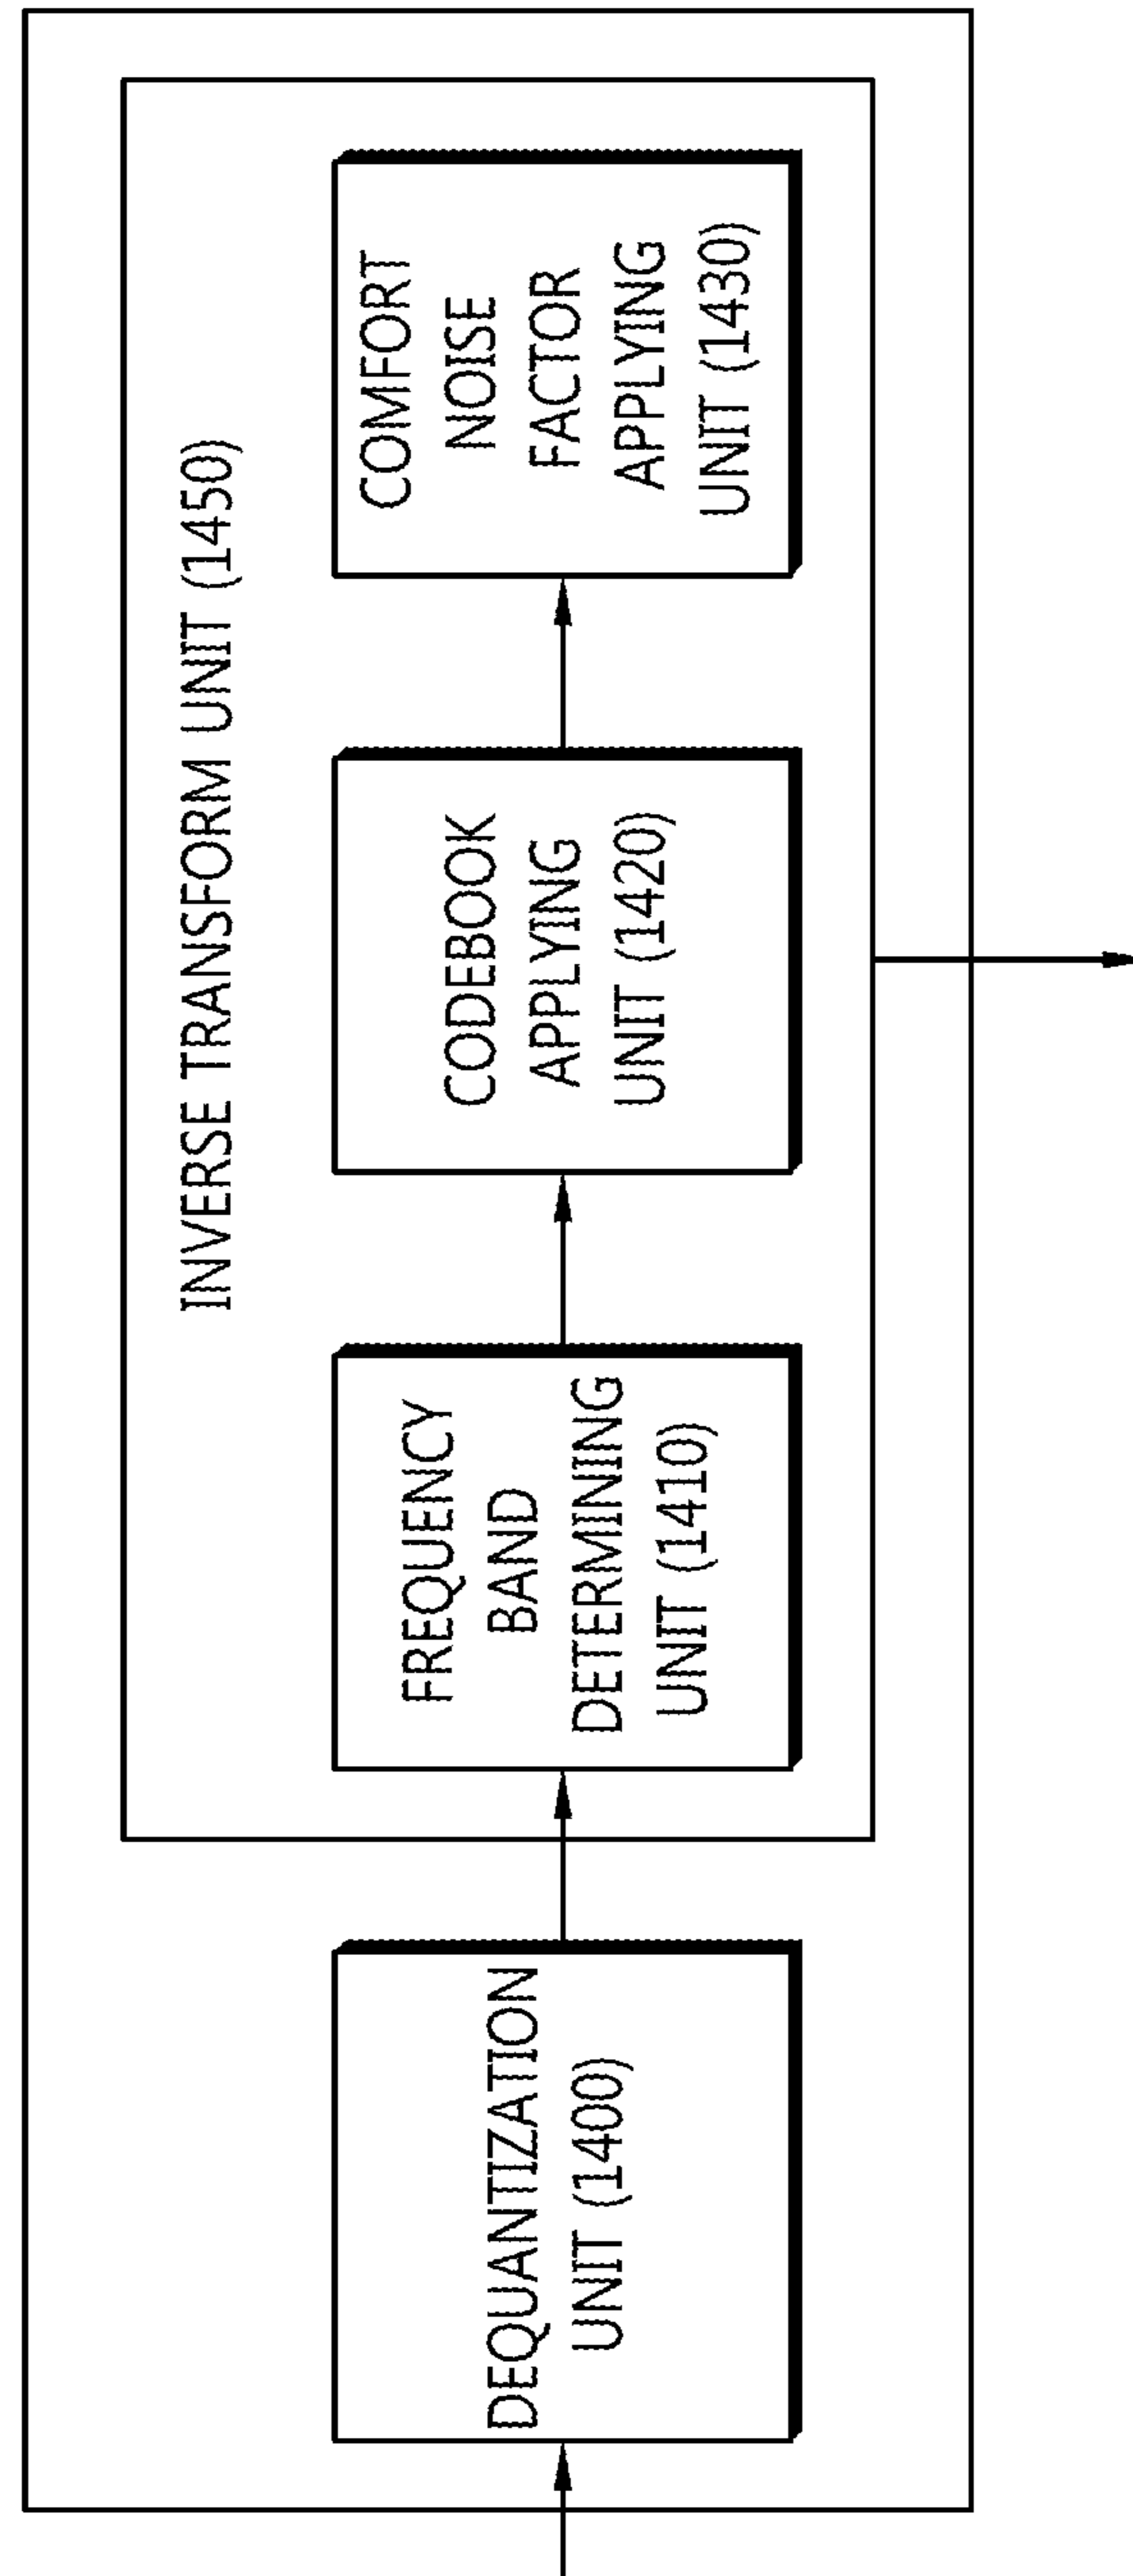 INVERSE TRANSFORM UNIT (1450)
DEQUANTIZATION
UNIT (1400)
FREQUENCY
BAND
DETERMINING
UNIT (1410)
CODEBOOK
APPLYING
UNIT (1420)
COMFORT
NOISE
FACTOR
APPLYING
UNIT (1430)